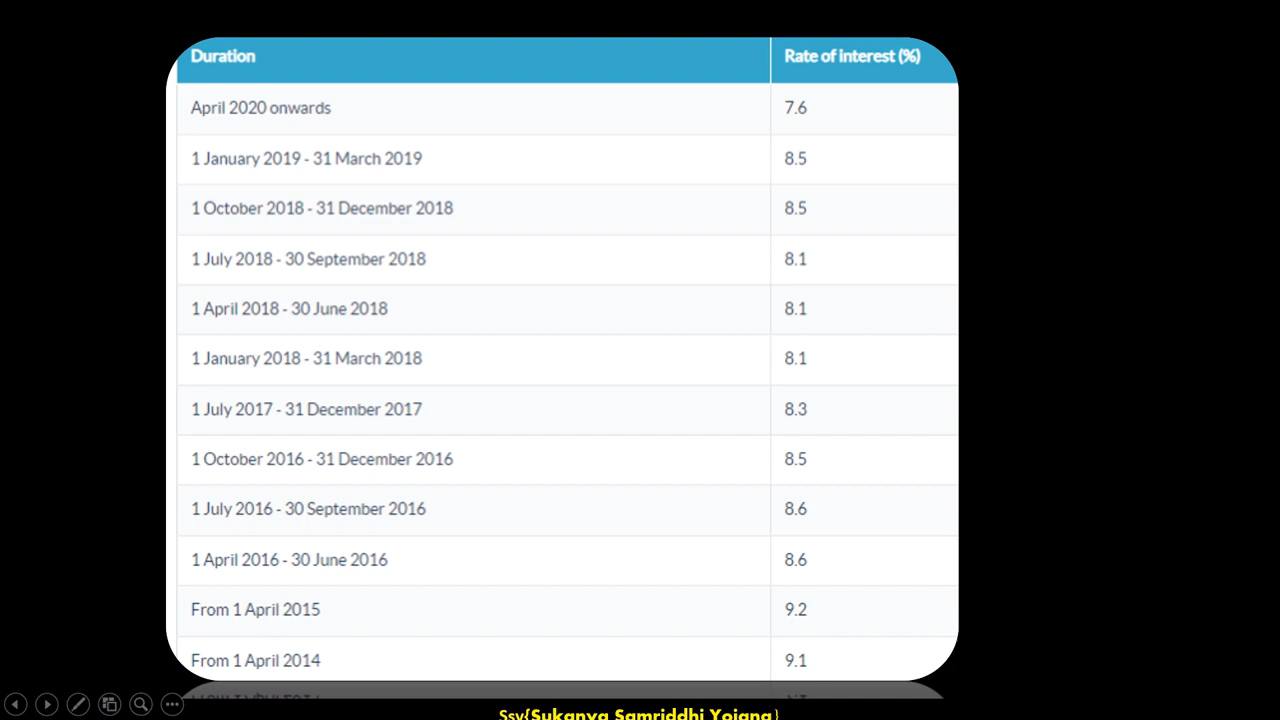 Duration Rate of interest (%)
April 2020 onwards 7.6
1 January 2019 - 31 March 2019 8.5
1 October 2018 - 31 December 2018 8.5
1 July 2018 - 30 September 2018 8.1
1 April 2018 - 30 June 2018 8.1
1 January 2018 - 31 March 2018 8.1
1 July 2017 - 31 December 2017 8.3
1 October 2016 - 31 December 2016 8.5
1 July 2016 - 30 September 2016 8.6
1 April 2016 - 30 June 2016 8.6
From 1 April 2015 9.2
From 1 April 2014 9.1
Ssy{Sukanya Samriddhi Yojana}